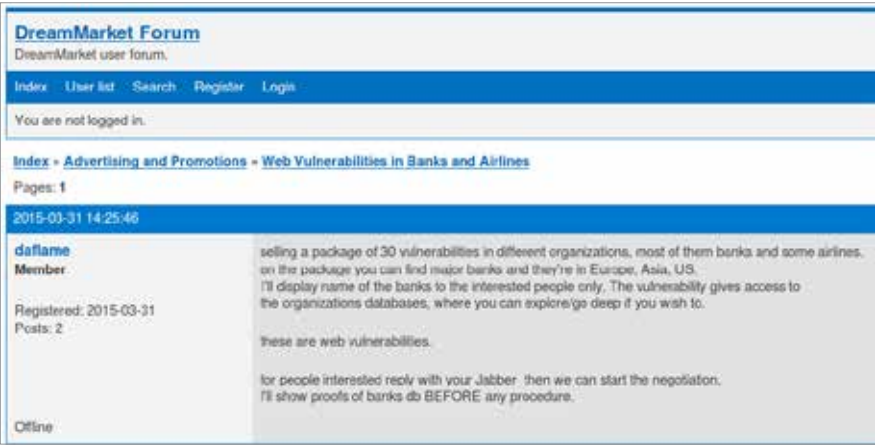 DreamMarket Forum
DreamMarket user forum.
Index User list Search Register Login
You are not logged in.
Index » Advertising and Promotions » Web Vulnerabilities in Banks and Airlines
Pages: 1
2015-03-31 14:25:46
daflame
Member
Registered: 2015-03-31
Posts: 2
Offline
selling a package of 30 vulnerabilities in different organizations, most of them banks and some airlines.
on the package you can find major banks and they're in Europe, Asia, US.
I'll display name of the banks to the interested people only. The vulnerability gives access to
the organizations databases, where you can explore/go deep if you wish to.
these are web vulnerabilities.
for people interested reply with your Jabber then we can start the negotiation.
I'll show proofs of banks db BEFORE any procedure.